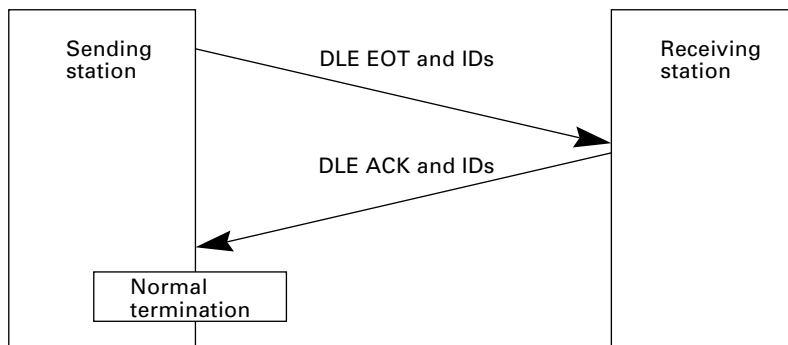 Sending
station
DLE EOT and IDs
Receiving
station
DLE ACK and IDs
Normal
termination